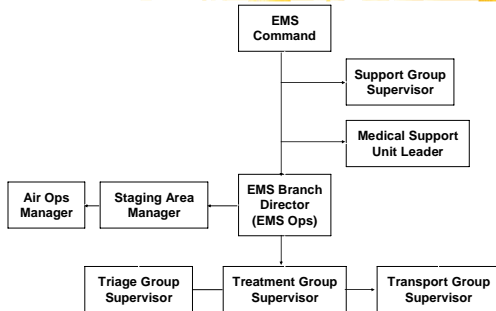 EMS
Command
Support Group
Supervisor
Medical Support
Unit Leader
Air Ops
Manager
Staging Area
Manager
EMS Branch
Director
(EMS Ops)
Triage Group
Supervisor
Treatment Group
Supervisor
Transport Group
Supervisor